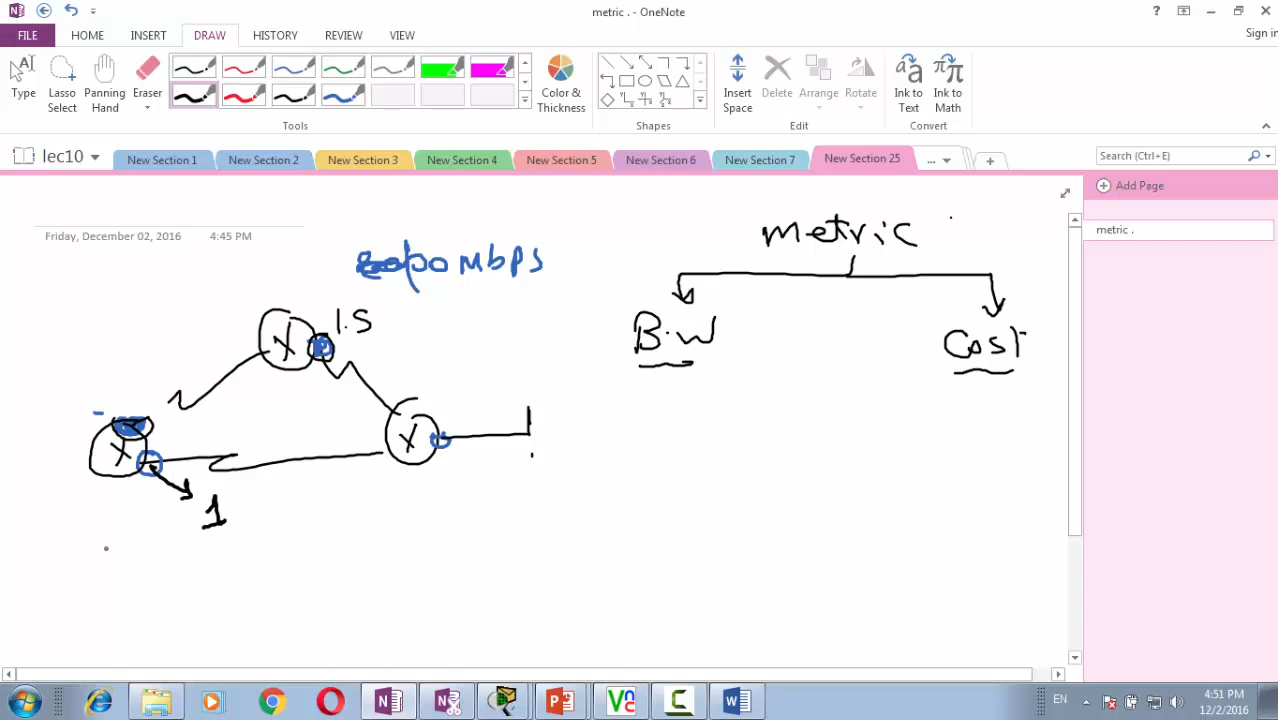 metric . - OneNote
?
Sign in
FILE
HOME
INSERT
DRAW
HISTORY
REVIEW
VIEW
Type
Lasso
Select
Panning
Hand
Eraser
Color &
Thickness
Insert
Space
Delete
Arrange
Rotate
Ink to
Text
Ink to
Math
Tools
Shapes
Edit
Convert
lec10
New Section 1
New Section 2
New Section 3
New Section 4
New Section 5
New Section 6
New Section 7
New Section 25
...
Search (Ctrl+E)
Add Page
metric .
Friday, December 02, 2016
4:45 PM
metric
Mbps
B.W
Cost
1.5
X
X
X
1
EN
4:51 PM
12/2/2016